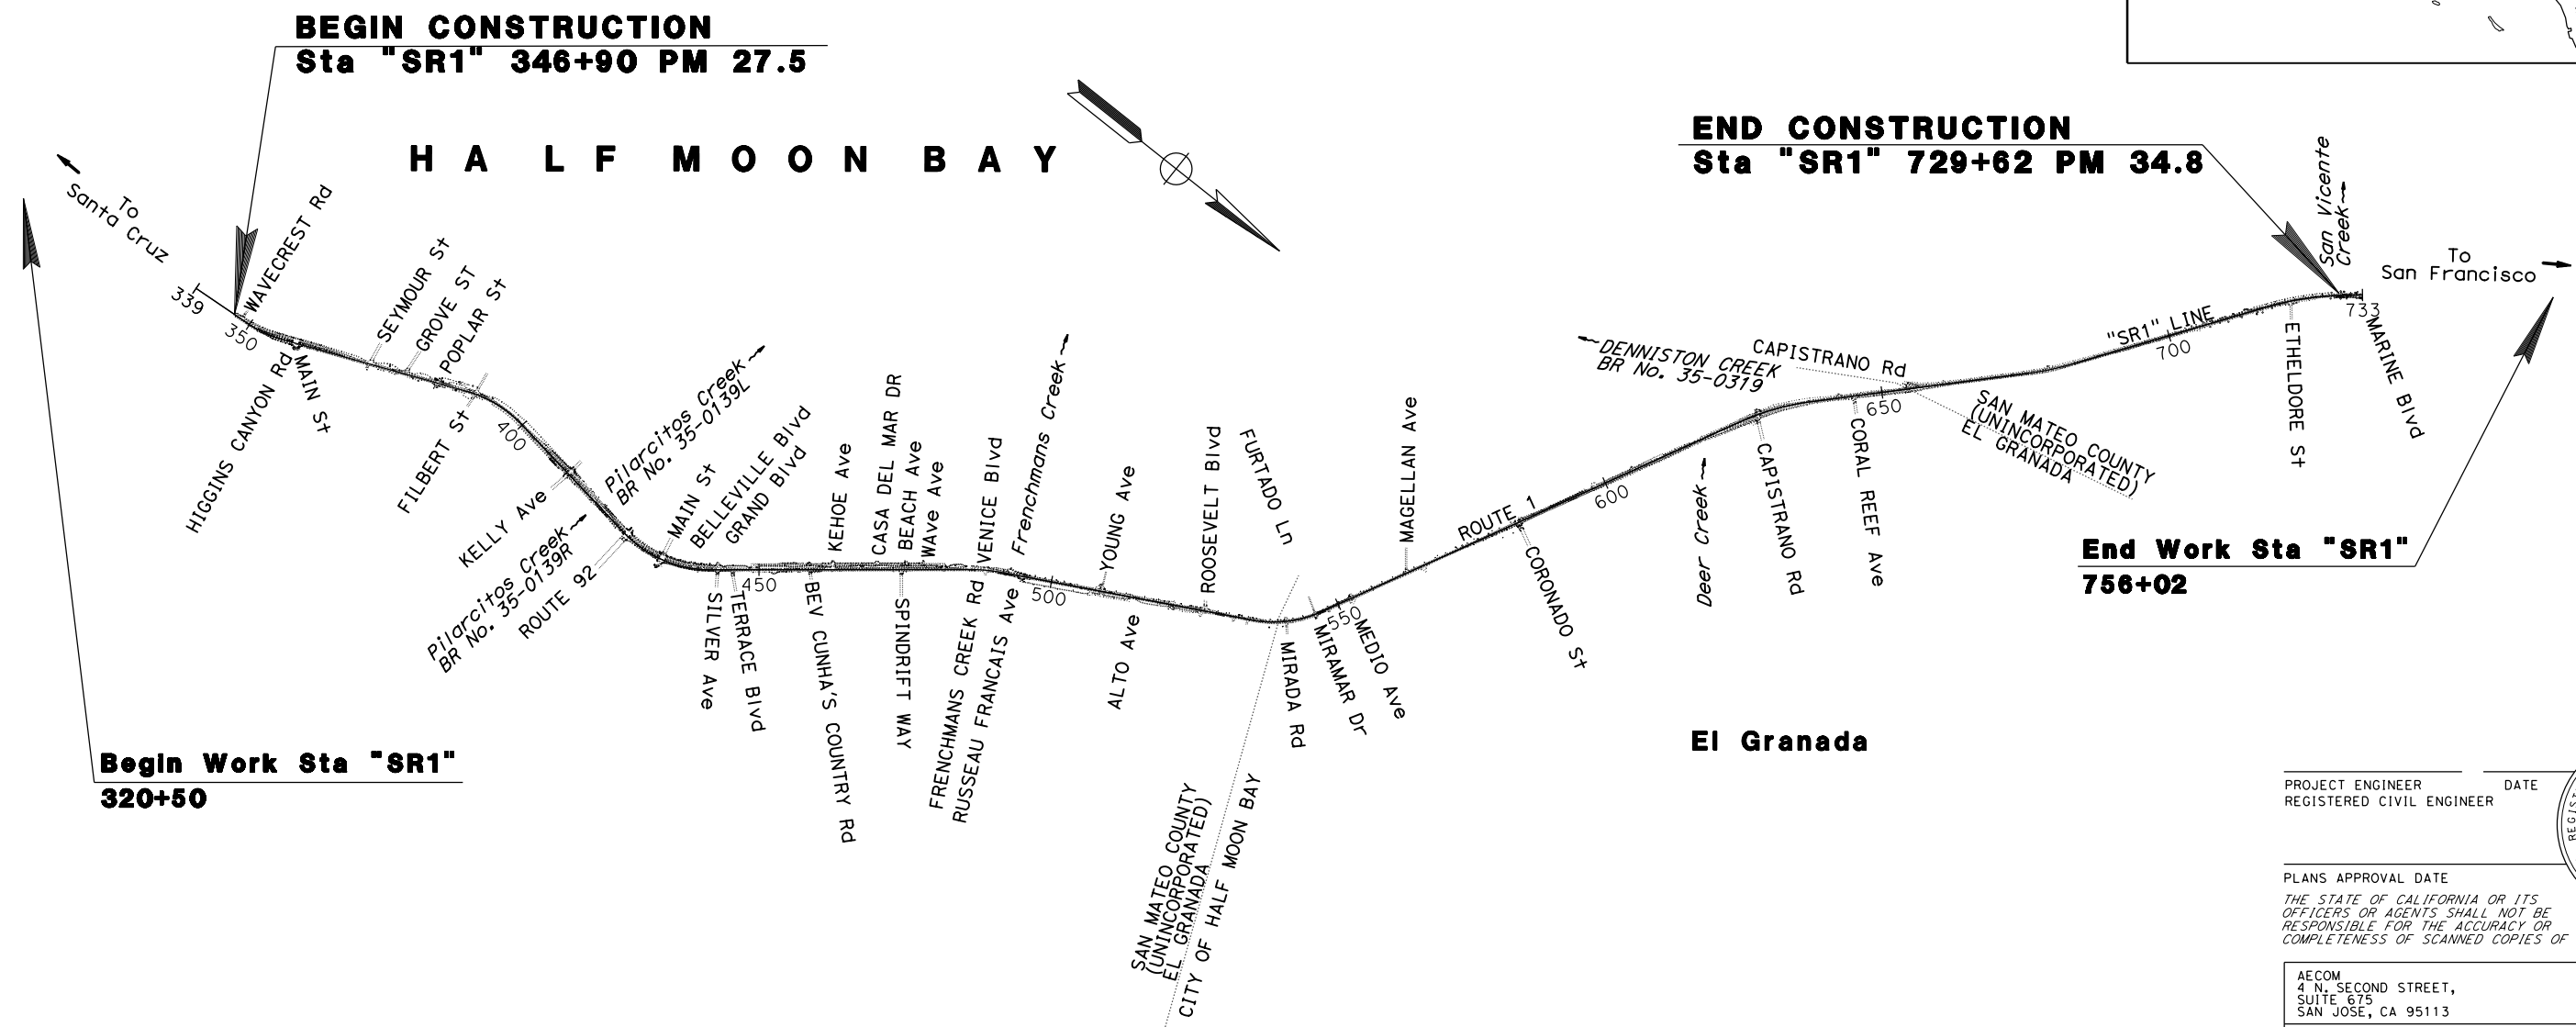 BEGIN CONSTRUCTION
Sta "SR1" 346+90 PM 27.5
HALF MOON BAY
END CONSTRUCTION
Sta "SR1" 729+62 PM 34.8
To
Santa Cruz
339
WAVECREST Rd
350
HIGGINS CANYON Rd
MAIN St
SEYMOUR St
GROVE ST
POPLAR St
FILBERT St
400
KELLY Ave
Pilarcitos Creek
BR No. 35-0139L
Pilarcitos Creek
BR No. 35-0139R
ROUTE 92
MAIN St
BELLEVILLE Blvd
GRAND Blvd
SILVER Ave
TERRACE Blvd
450
KEHOE Ave
BEV CUNHA'S COUNTRY Rd
CASA DEL MAR DR
BEACH Ave
Wave Ave
SPINDRIFT WAY
VENICE Blvd
FRENCHMANS CREEK Rd
RUSSEAU FRANCAIS Ave
Frenchmans Creek
500
YOUNG Ave
ALTO Ave
ROOSEVELT Blvd
FURTADO Ln
MIRADA Rd
MIRAMAR Dr
550
MEDIO Ave
MAGELLAN Ave
SAN MATEO COUNTY
(UNINCORPORATED)
EL GRANADA
CITY OF HALF MOON BAY
ROUTE 1
CORONADO St
600
Deer Creek
DENNISTON CREEK
BR No. 35-0319
CAPISTRANO Rd
CAPISTRANO Rd
CORAL REEF Ave
650
SAN MATEO COUNTY
(UNINCORPORATED)
EL GRANADA
"SR1" LINE
700
ETHELDORE St
San Vicente
Creek
733
MARINE Blvd
To
San Francisco
End Work Sta "SR1"
756+02
El Granada
Begin Work Sta "SR1"
320+50
PROJECT ENGINEER DATE
REGISTERED CIVIL ENGINEER
PLANS APPROVAL DATE
THE STATE OF CALIFORNIA OR ITS
OFFICERS OR AGENTS SHALL NOT BE
RESPONSIBLE FOR THE ACCURACY OR
COMPLETENESS OF SCANNED COPIES OF
AECOM
4 N. SECOND STREET,
SUITE 675
SAN JOSE, CA 95113